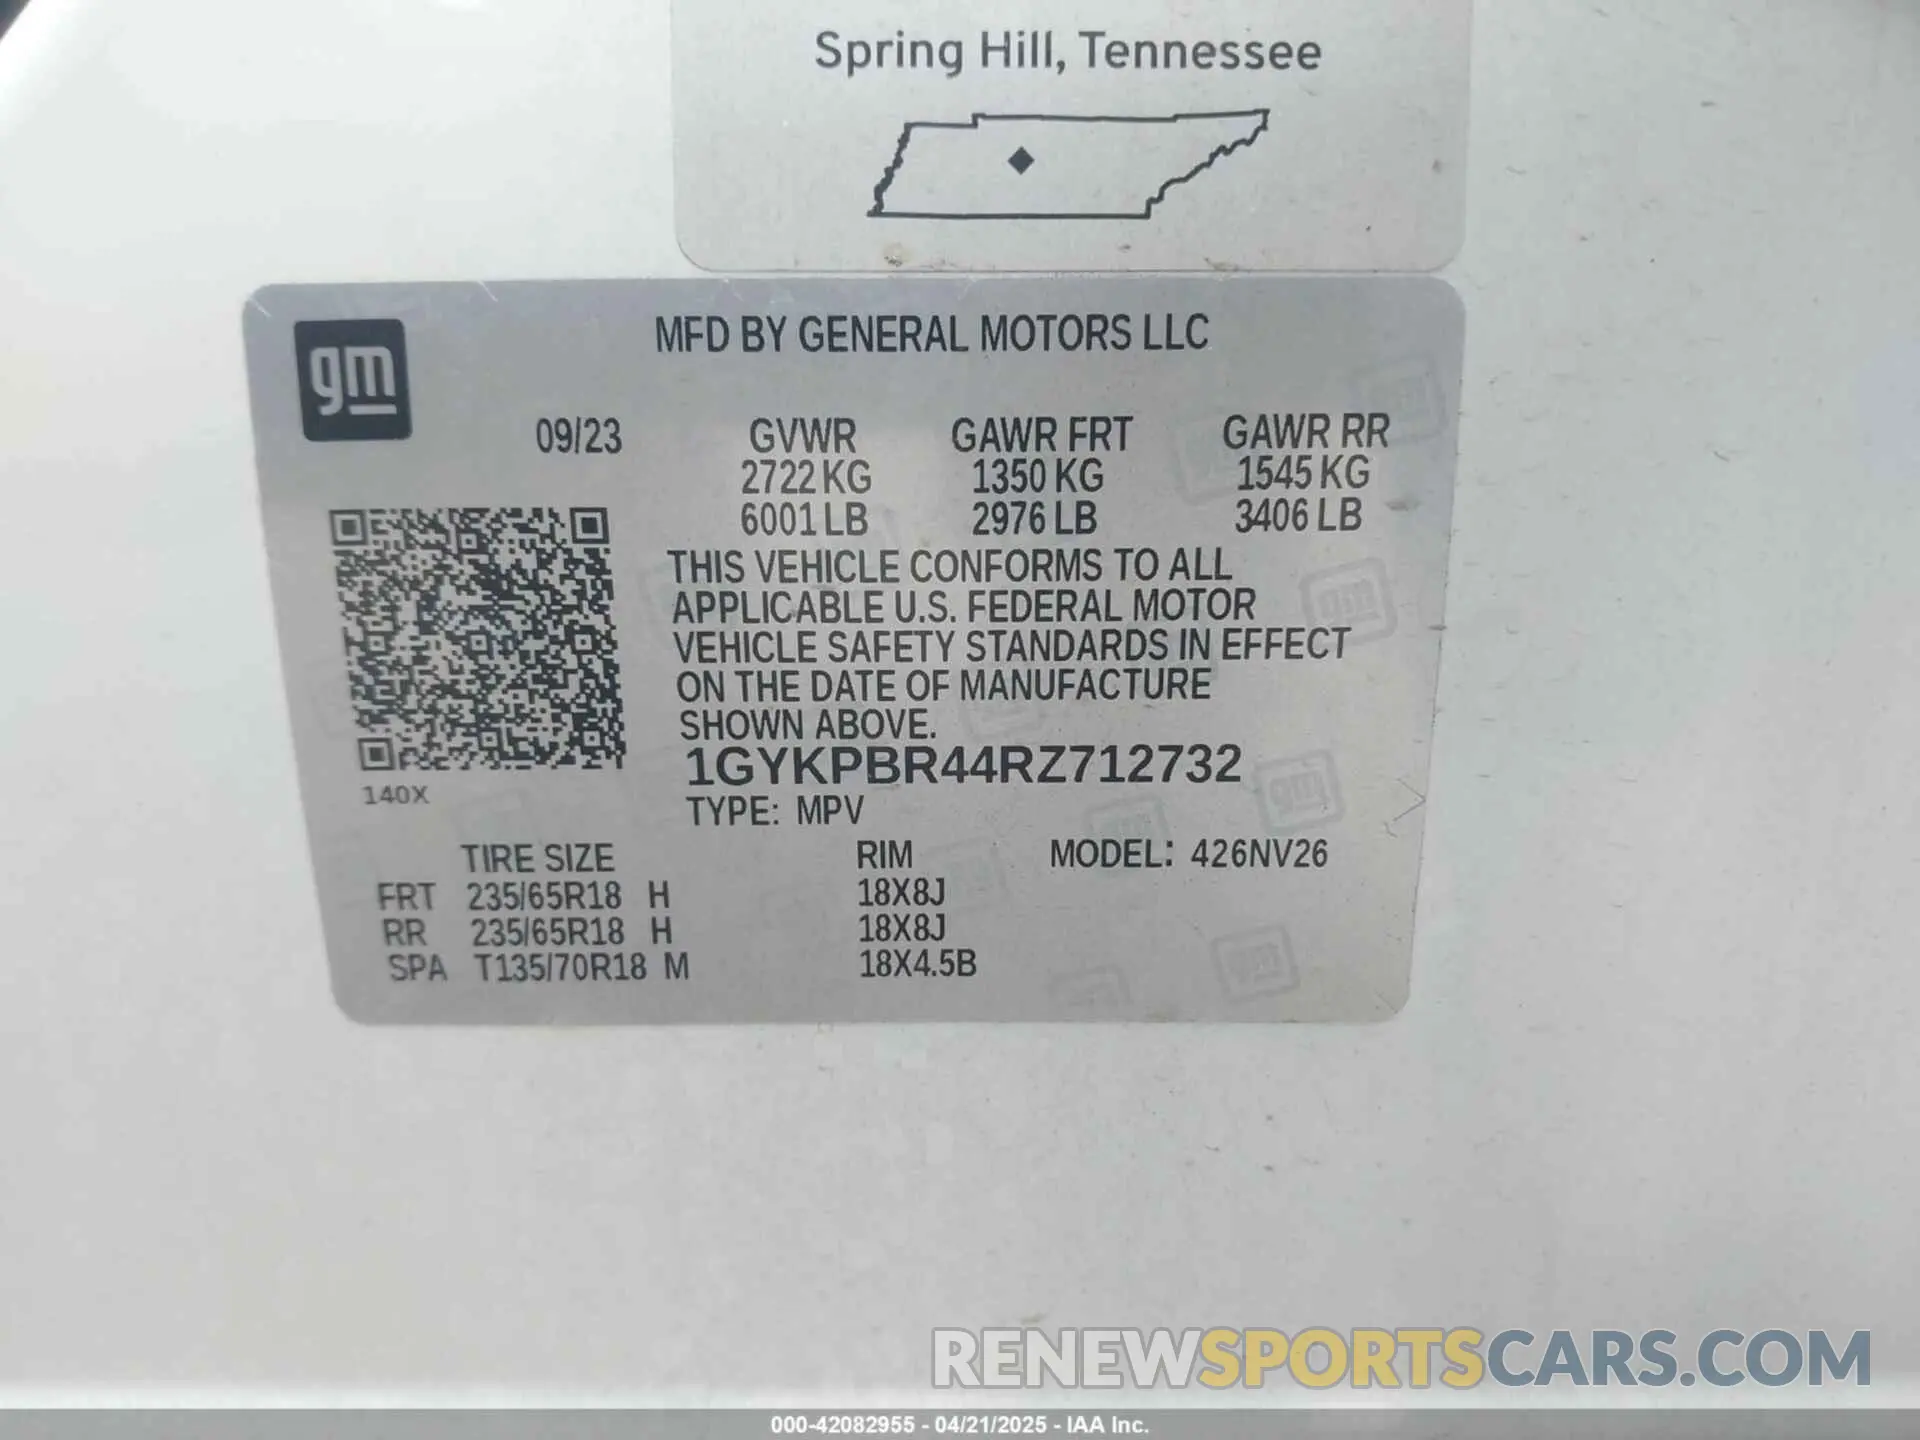 Spring Hill, Tennessee
gm
MFD BY GENERAL MOTORS LLC
09/23 GVWR GAWR FRT GAWR RR
2722 KG 1350 KG 1545 KG
6001 LB 2976 LB 3406 LB
THIS VEHICLE CONFORMS TO ALL
APPLICABLE U.S. FEDERAL MOTOR
VEHICLE SAFETY STANDARDS IN EFFECT
ON THE DATE OF MANUFACTURE
SHOWN ABOVE.
1GYKPBR44RZ712732
140X
TYPE: MPV
TIRE SIZE RIM MODEL: 426NV26
FRT 235/65R18 H 18X8J
RR 235/65R18 H 18X8J
SPA T135/70R18 M 18X4.5B
RENEWSPORTSCARS.COM
000-42082955 - 04/21/2025 - IAA Inc.